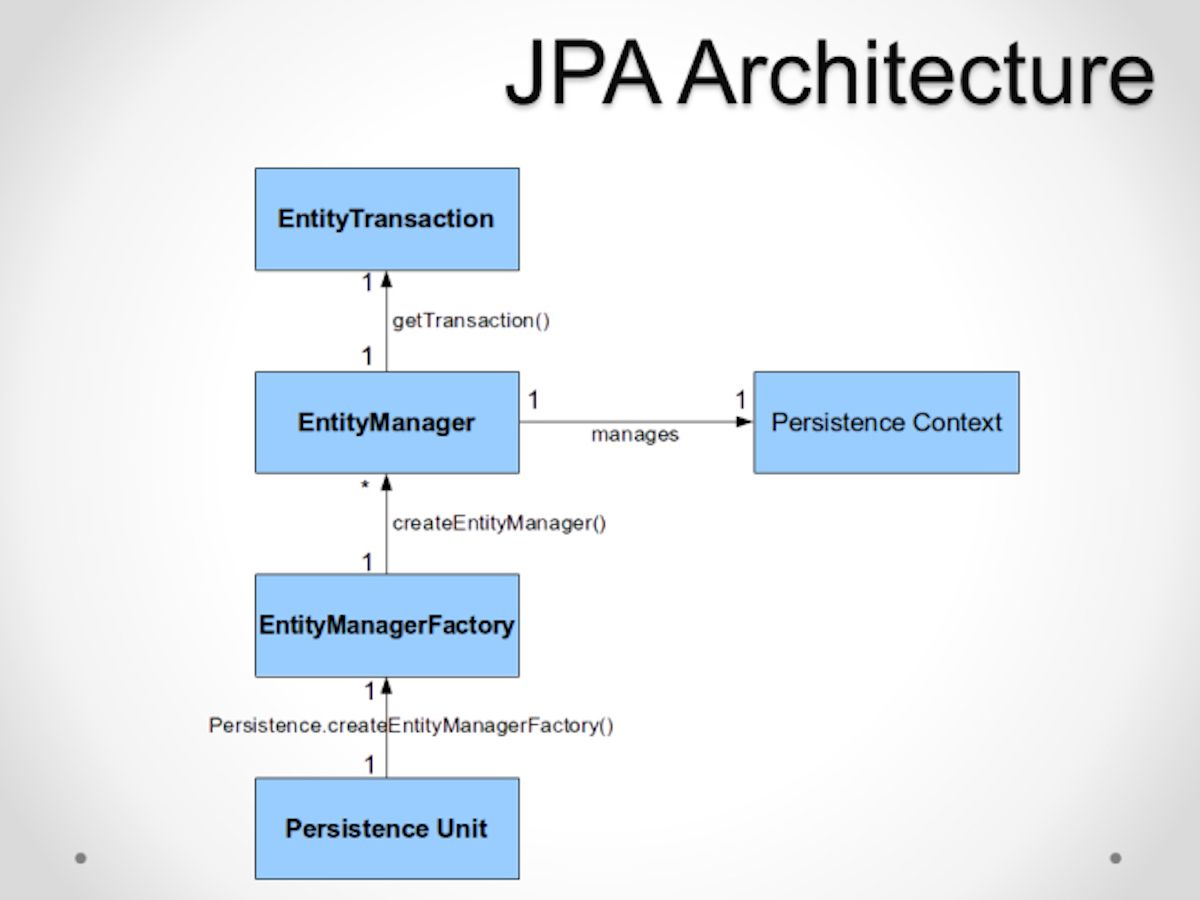 JPA Architecture
EntityTransaction
1
getTransaction()
1
EntityManager
1
manages
1
Persistence Context
*
createEntityManager()
1
EntityManagerFactory
1
Persistence.createEntityManagerFactory()
1
Persistence Unit